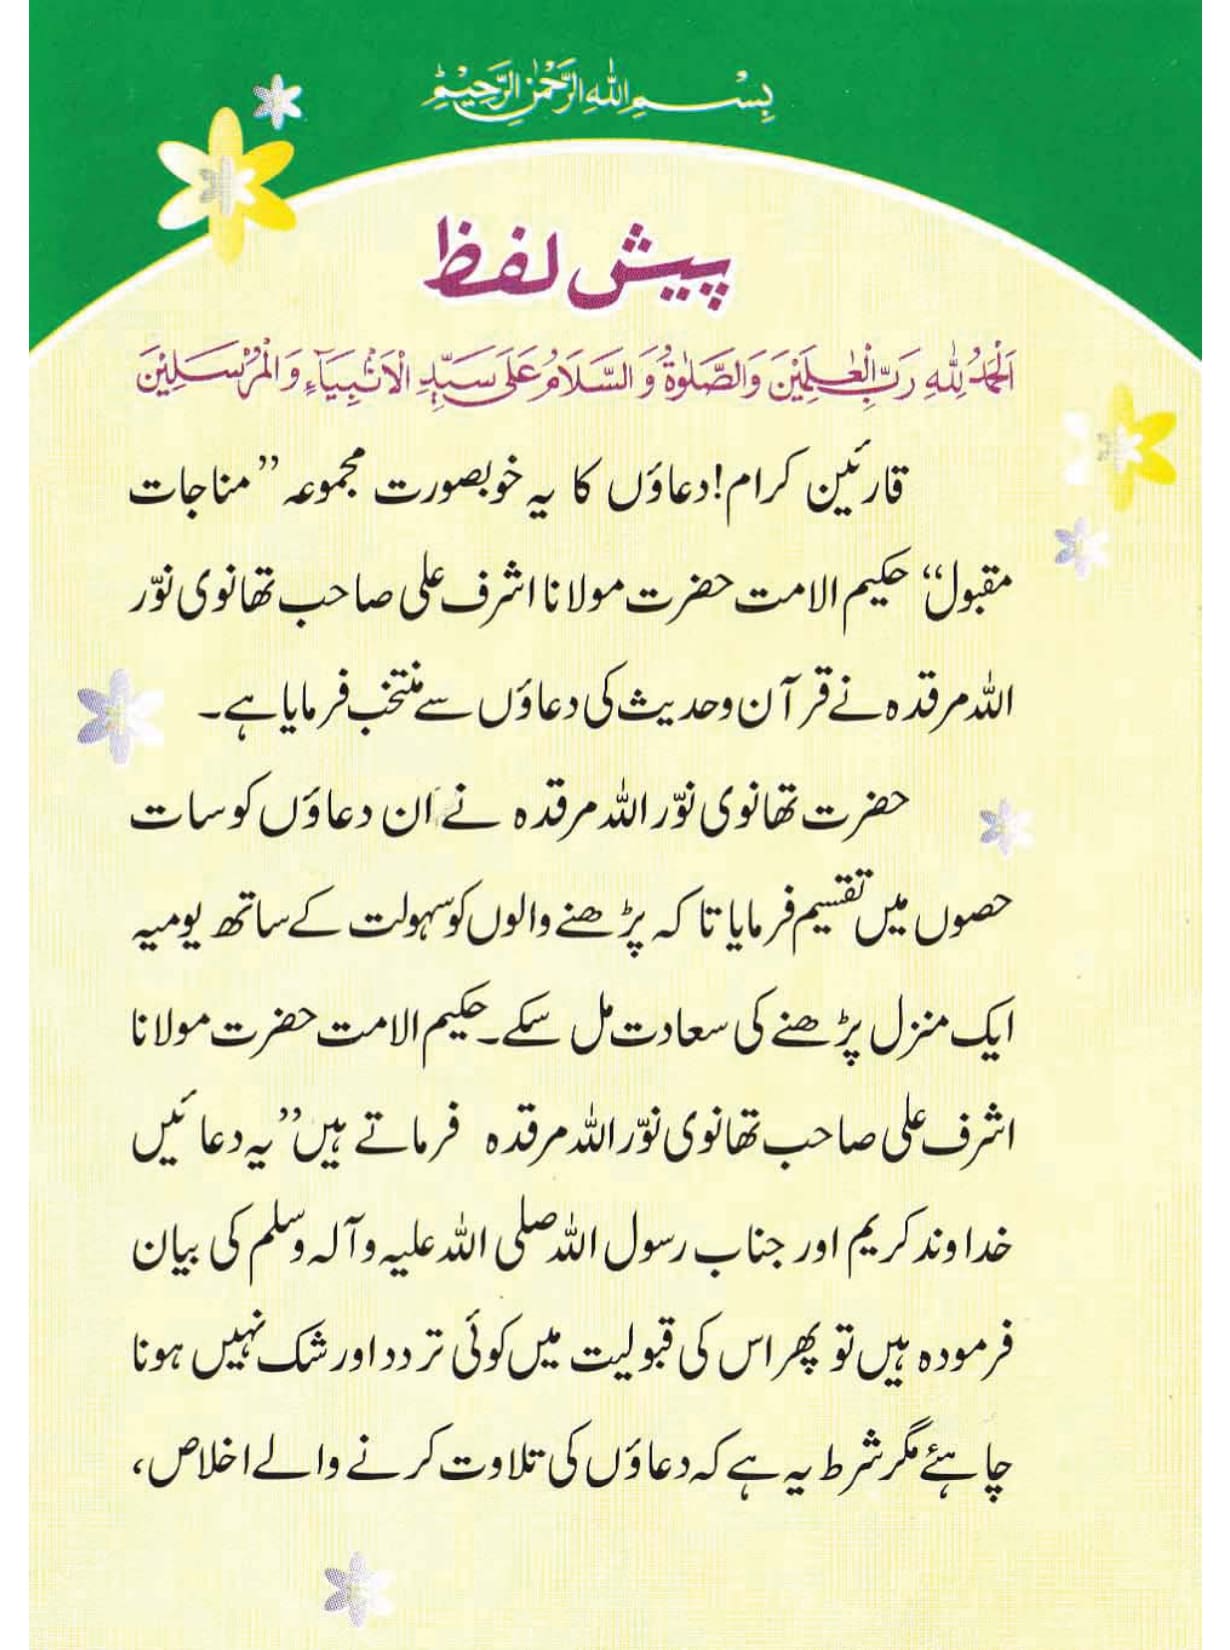 بِسْمِ اللهِ الرَّحْمٰنِ الرَّحِيْمِ
پیش لفظ
اَلْحَمْدُ لِلّٰهِ رَبِّ الْعٰلَمِيْنَ وَالصَّلٰوةُ وَ السَّلَامُ عَلٰى سَيِّدِ الْاَنْبِيَآءِ وَ الْمُرْسَلِيْنَ
قارئین کرام! دعاؤں کا یہ خوبصورت مجموعہ ”مناجات
مقبول“ حکیم الامت حضرت مولانا اشرف علی صاحب تھانوی نوّر
اللہ مرقدہ نے قرآن و حدیث کی دعاؤں سے منتخب فرمایا ہے۔
حضرت تھانوی نوّر اللہ مرقدہ نے ان دعاؤں کو سات
حصوں میں تقسیم فرمایا تا کہ پڑھنے والوں کو سہولت کے ساتھ یومیہ
ایک منزل پڑھنے کی سعادت مل سکے۔ حکیم الامت حضرت مولانا
اشرف علی صاحب تھانوی نوّر اللہ مرقدہ فرماتے ہیں ”یہ دعائیں
خداوند کریم اور جناب رسول اللہ صلی اللہ علیہ وآلہ وسلم کی بیان
فرمودہ ہیں تو پھر اس کی قبولیت میں کوئی تردد اور شک نہیں ہونا
چاہئے مگر شرط یہ ہے کہ دعاؤں کی تلاوت کرنے والے اخلاص،